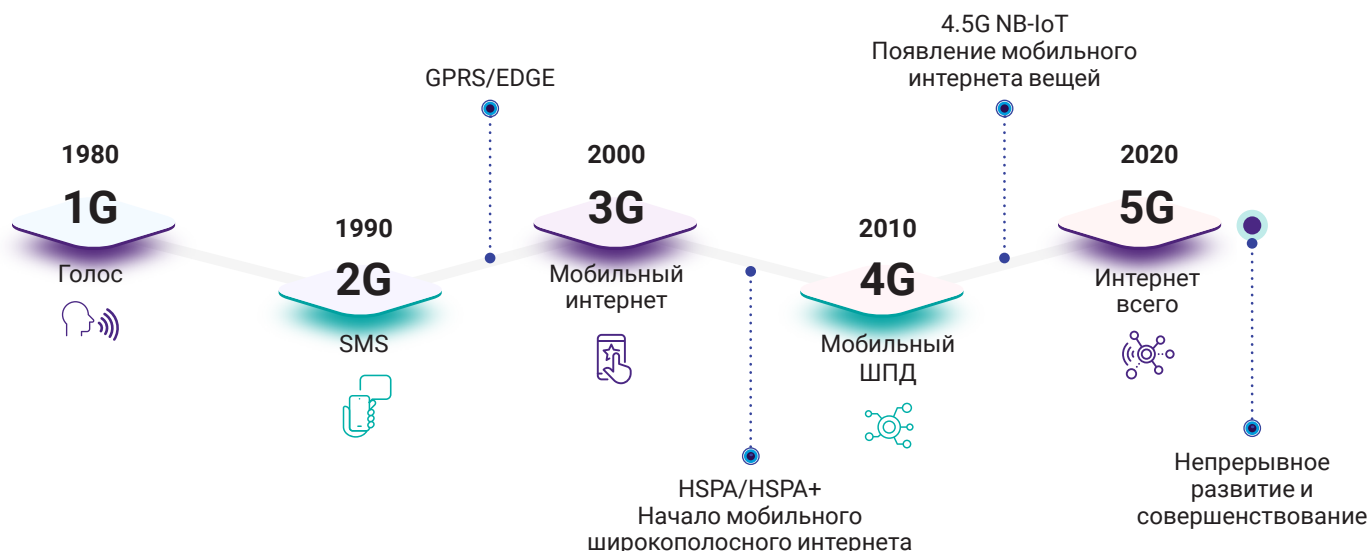 1980
1G
Голос
1990
2G
SMS
GPRS/EDGE
2000
3G
Мобильный
интернет
HSPA/HSPA+
Начало мобильного
широкополосного интернета
2010
4G
Мобильный
ШПД
4.5G NB-IoT
Появление мобильного
интернета вещей
2020
5G
Интернет
всего
Непрерывное
развитие и
совершенствование